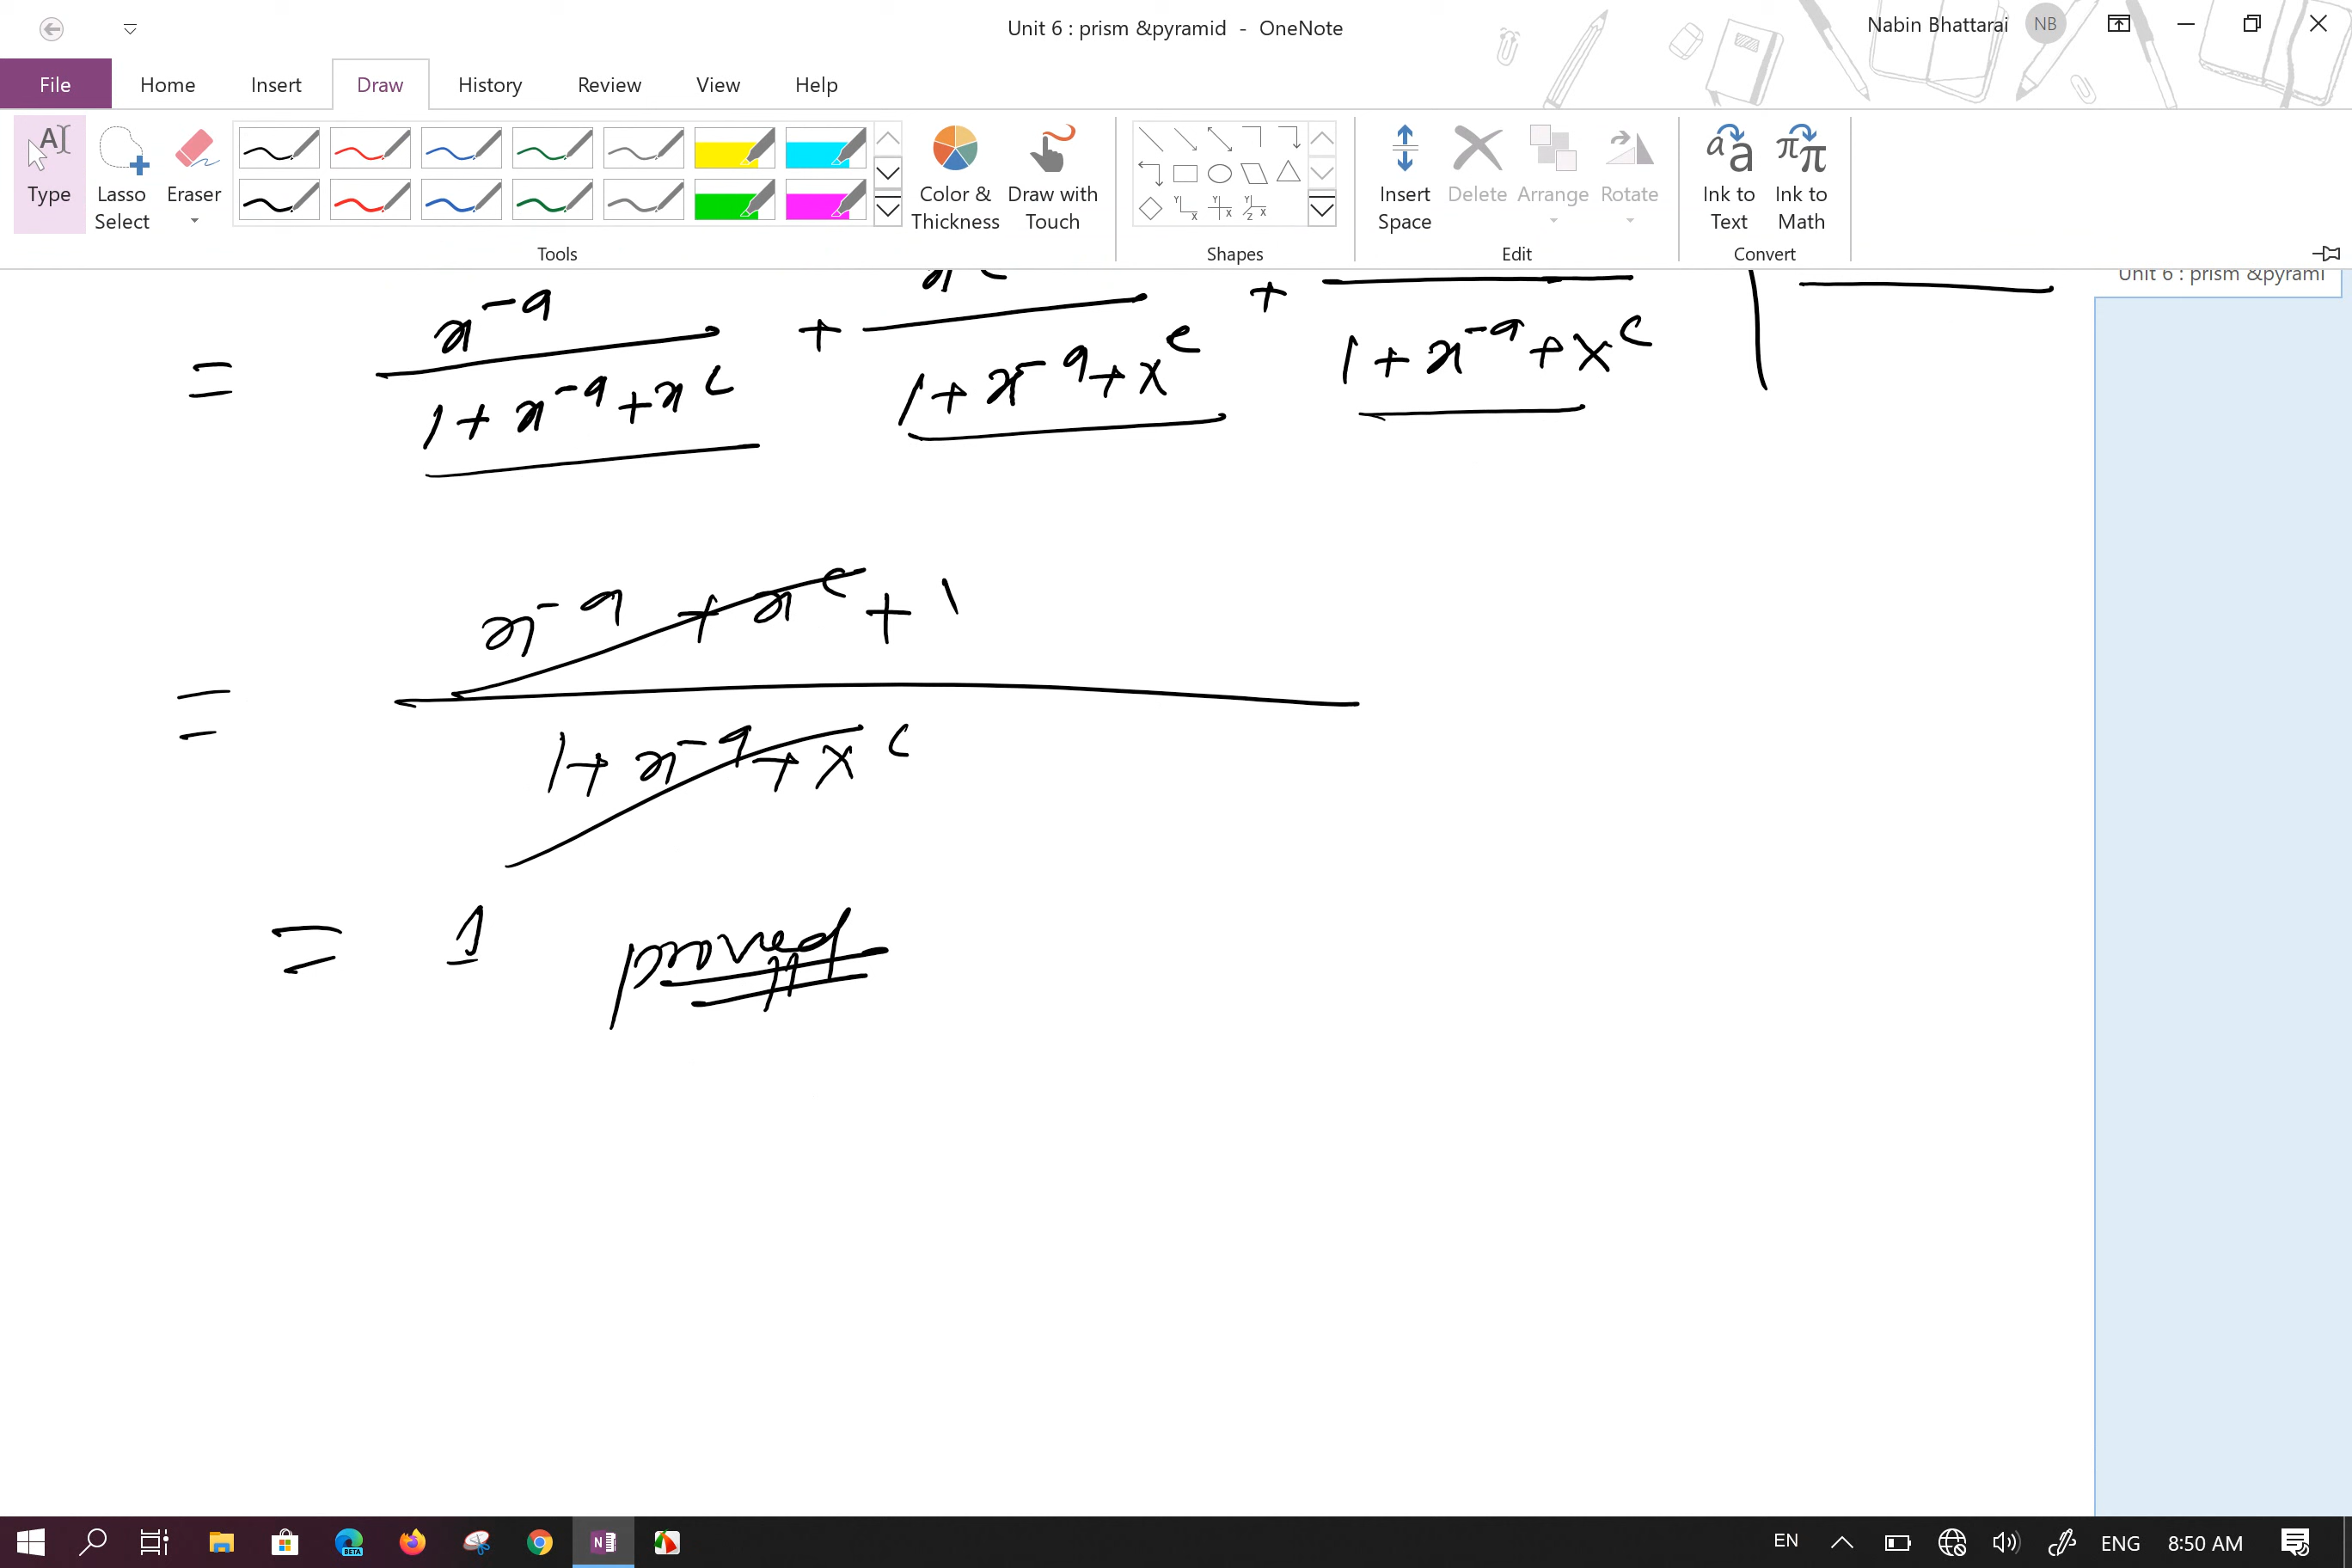 Unit 6 : prism &pyramid - OneNote
Nabin Bhattarai NB
File Home Insert Draw History Review View Help
Type
Lasso Select
Eraser
Color & Thickness
Draw with Touch
Tools
Shapes
Insert Space
Delete
Arrange
Rotate
Edit
Ink to Text
Ink to Math
Convert
Unit 6 : prism &pyrami
= x^-a / (1 + x^-a + x^c) + x^c / (1 + x^-a + x^c) + / (1 + x^-a + x^c)
= (x^-a + x^c + 1) / (1 + x^-a + x^c)
= 1 proved
BETA
N
EN
ENG
8:50 AM